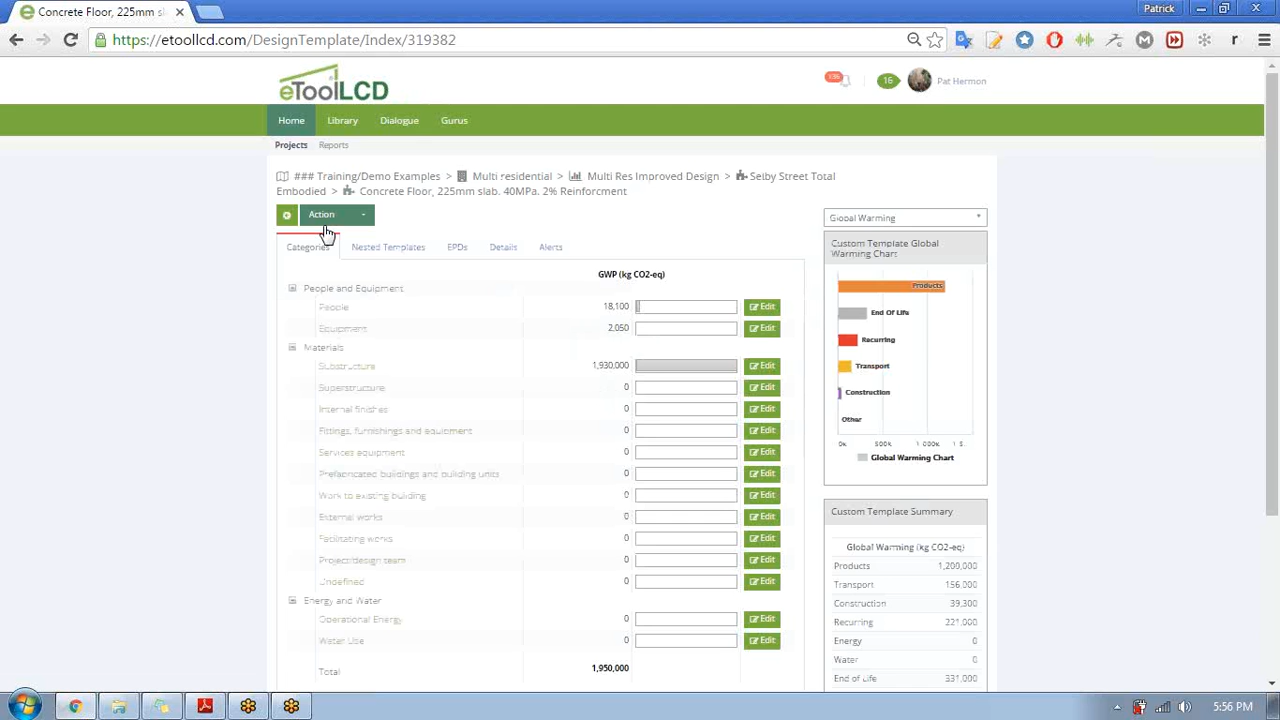 Concrete Floor, 225mm sl
Patrick
https://etoollcd.com/DesignTemplate/Index/319382
eToolLCD
136
16
Pat Hermon
Home
Library
Dialogue
Gurus
Projects
Reports
### Training/Demo Examples > Multi residential > Multi Res Improved Design > Selby Street Total
Embodied > Concrete Floor, 225mm slab. 40MPA. 2% Reinforcment
Action
Categories
Nested Templates
EPDs
Details
Alerts
GWP (kg CO2-eq)
People and Equipment
People 18,100 Edit
Equipment 2,050 Edit
Materials
Substructure 1,930,000 Edit
Superstructure 0 Edit
Internal finishes 0 Edit
Fittings, furnishings and equipment 0 Edit
Services equipment 0 Edit
Prefabricated buildings and building units 0 Edit
Work to existing building 0 Edit
External works 0 Edit
Facilitating works 0 Edit
Project/design team 0 Edit
Undefined 0 Edit
Energy and Water
Operational Energy 0 Edit
Water Use 0 Edit
Total 1,950,000
Global Warming
Custom Template Global
Warming Chart
Products
End Of Life
Recurring
Transport
Construction
Other
0k 500k 1 000k 1 5...
Global Warming Chart
Custom Template Summary
Global Warming (kg CO2-eq)
Products 1,209,000
Transport 156,000
Construction 39,300
Recurring 221,000
Energy 0
Water 0
End of Life 331,000
5:56 PM